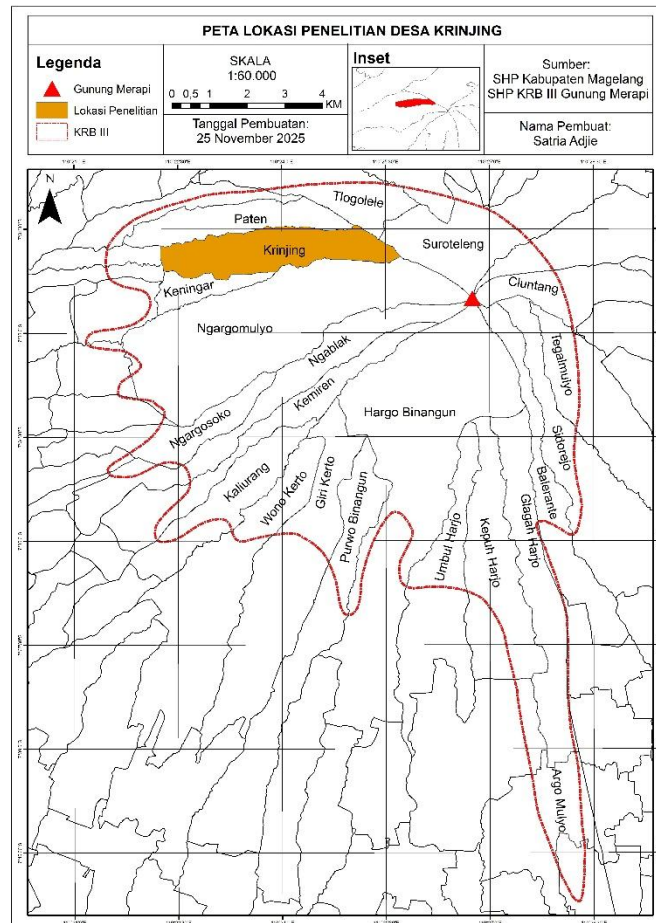 PETA LOKASI PENELITIAN DESA KRINJING
Legenda
Gunung Merapi
Lokasi Penelitian
KRB III
SKALA
1:60.000
0 0,5 1 2 3 4
KM
Tanggal Pembuatan:
25 November 2025
Inset
Sumber:
SHP Kabupaten Magelang
SHP KRB III Gunung Merapi
Nama Pembuat:
Satria Adjie
N
Tlogolele
Paten
Krinjing
Suroteleng
Keningar
Cluntang
Ngargomulyo
Ngablak
Tegalmulyo
Kemiren
Hargo Binangun
Ngargosoko
Sidorejo
Kaliurang
Wono Kerto
Giri Kerto
Purwo Binangun
Umbul Harjo
Kepuh Harjo
Glagah Harjo
Balerante
Argo Mulyo